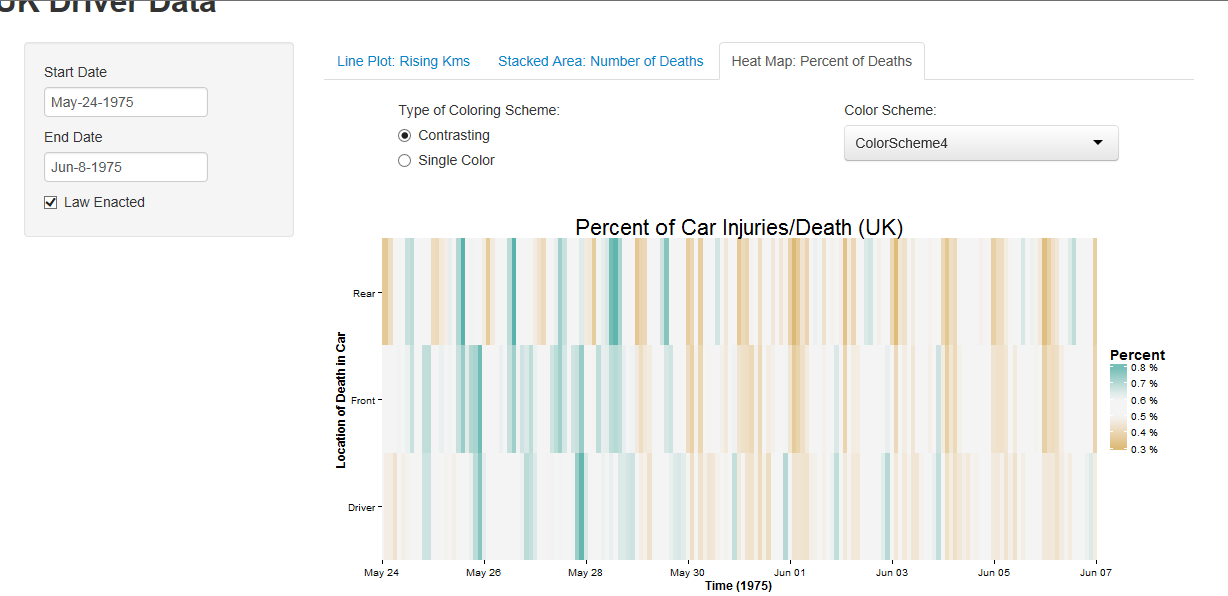 UK Driver Data
Start Date
May-24-1975
End Date
Jun-8-1975
Law Enacted
Line Plot: Rising Kms
Stacked Area: Number of Deaths
Heat Map: Percent of Deaths
Type of Coloring Scheme:
Contrasting
Single Color
Color Scheme:
ColorScheme4
Percent of Car Injuries/Death (UK)
Location of Death in Car
Rear
Front
Driver
May 24
May 26
May 28
May 30
Jun 01
Jun 03
Jun 05
Jun 07
Time (1975)
Percent
0.8 %
0.7 %
0.6 %
0.5 %
0.4 %
0.3 %